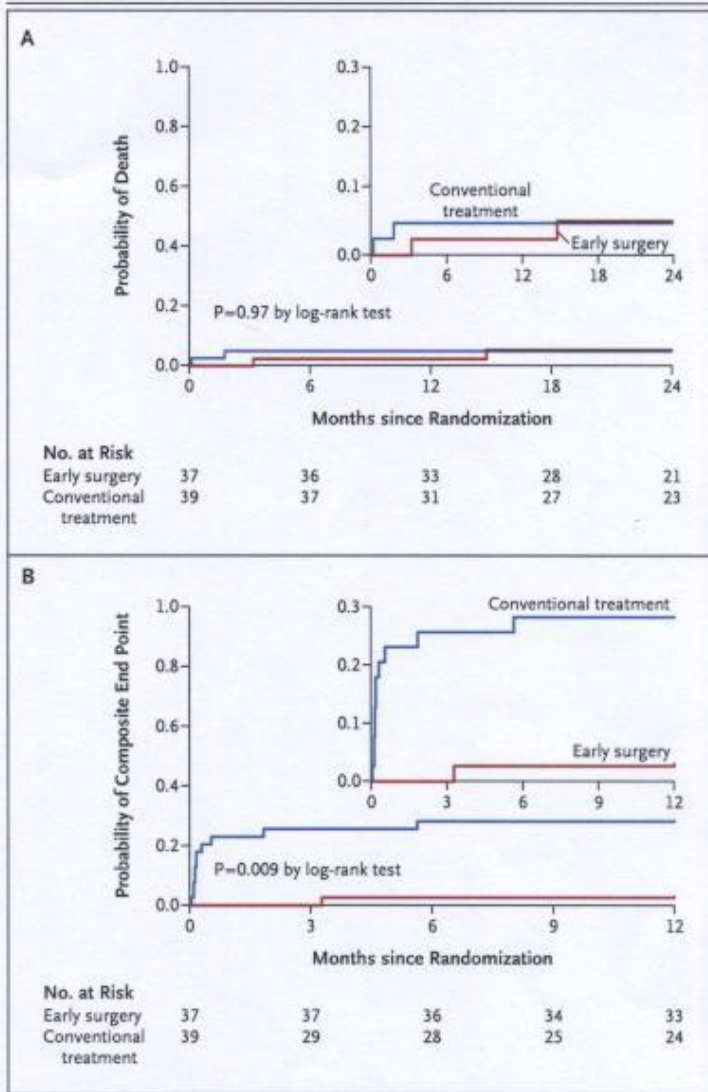 A
Probability of Death
1.0
0.8
0.6
0.4
0.2
0.0
0 6 12 18 24
0.3
0.2
0.1
0.0
0 6 12 18 24
Conventional
treatment
Early surgery
P=0.97 by log-rank test
Months since Randomization
No. at Risk
Early surgery 37 36 33 28 21
Conventional 39 37 31 27 23
treatment
B
Probability of Composite End Point
1.0
0.8
0.6
0.4
0.2
0.0
0 3 6 9 12
0.3
0.2
0.1
0.0
0 3 6 9 12
Conventional treatment
Early surgery
P=0.009 by log-rank test
Months since Randomization
No. at Risk
Early surgery 37 37 36 34 33
Conventional 39 29 28 25 24
treatment